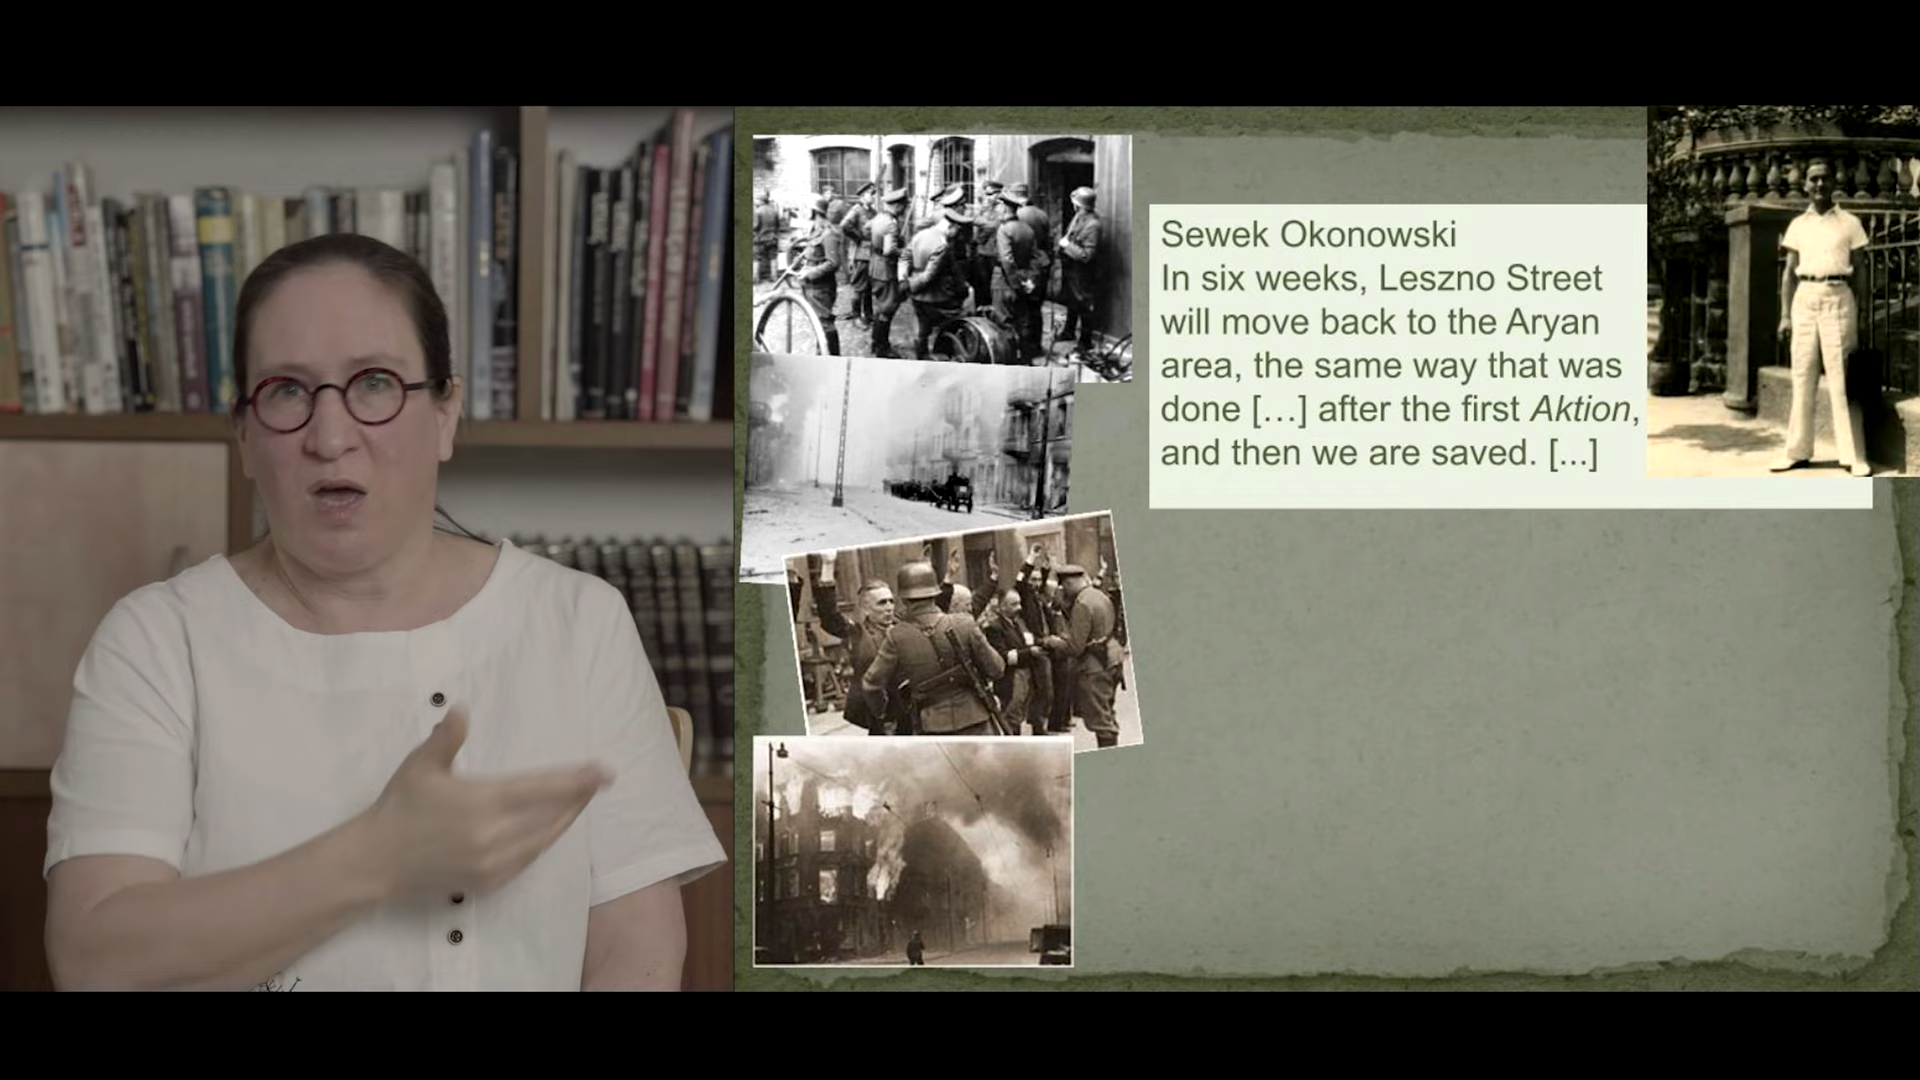 Sewek Okonowski
In six weeks, Leszno Street
will move back to the Aryan
area, the same way that was
done […] after the first Aktion,
and then we are saved. [...]